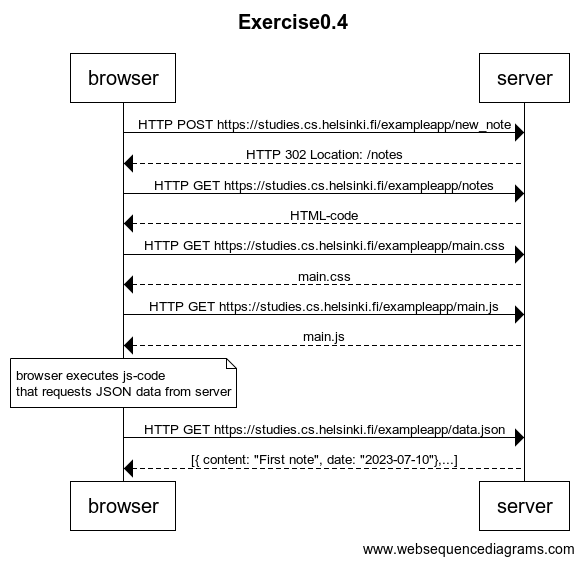 Exercise0.4
browser
server
HTTP POST https://studies.cs.helsinki.fi/exampleapp/new_note
HTTP 302 Location: /notes
HTTP GET https://studies.cs.helsinki.fi/exampleapp/notes
HTML-code
HTTP GET https://studies.cs.helsinki.fi/exampleapp/main.css
main.css
HTTP GET https://studies.cs.helsinki.fi/exampleapp/main.js
main.js
browser executes js-code
that requests JSON data from server
HTTP GET https://studies.cs.helsinki.fi/exampleapp/data.json
[{ content: "First note", date: "2023-07-10"},...]
browser
server
www.websequencediagrams.com